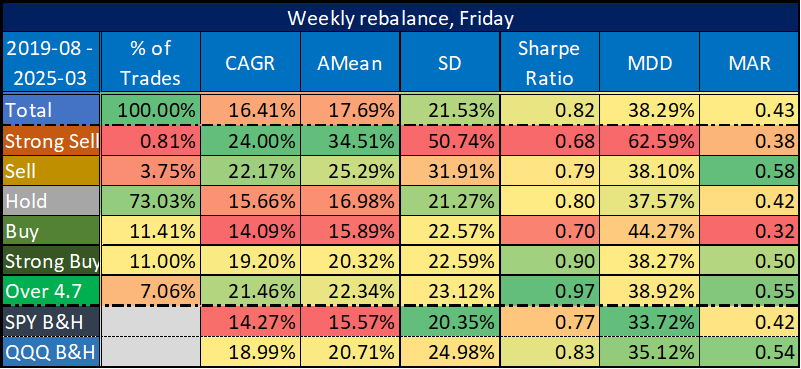 Weekly rebalance, Friday
2019-08 - 2025-03 % of Trades CAGR AMean SD Sharpe Ratio MDD MAR
Total 100.00% 16.41% 17.69% 21.53% 0.82 38.29% 0.43
Strong Sell 0.81% 24.00% 34.51% 50.74% 0.68 62.59% 0.38
Sell 3.75% 22.17% 25.29% 31.91% 0.79 38.10% 0.58
Hold 73.03% 15.66% 16.98% 21.27% 0.80 37.57% 0.42
Buy 11.41% 14.09% 15.89% 22.57% 0.70 44.27% 0.32
Strong Buy 11.00% 19.20% 20.32% 22.59% 0.90 38.27% 0.50
Over 4.7 7.06% 21.46% 22.34% 23.12% 0.97 38.92% 0.55
SPY B&H 14.27% 15.57% 20.35% 0.77 33.72% 0.42
QQQ B&H 18.99% 20.71% 24.98% 0.83 35.12% 0.54